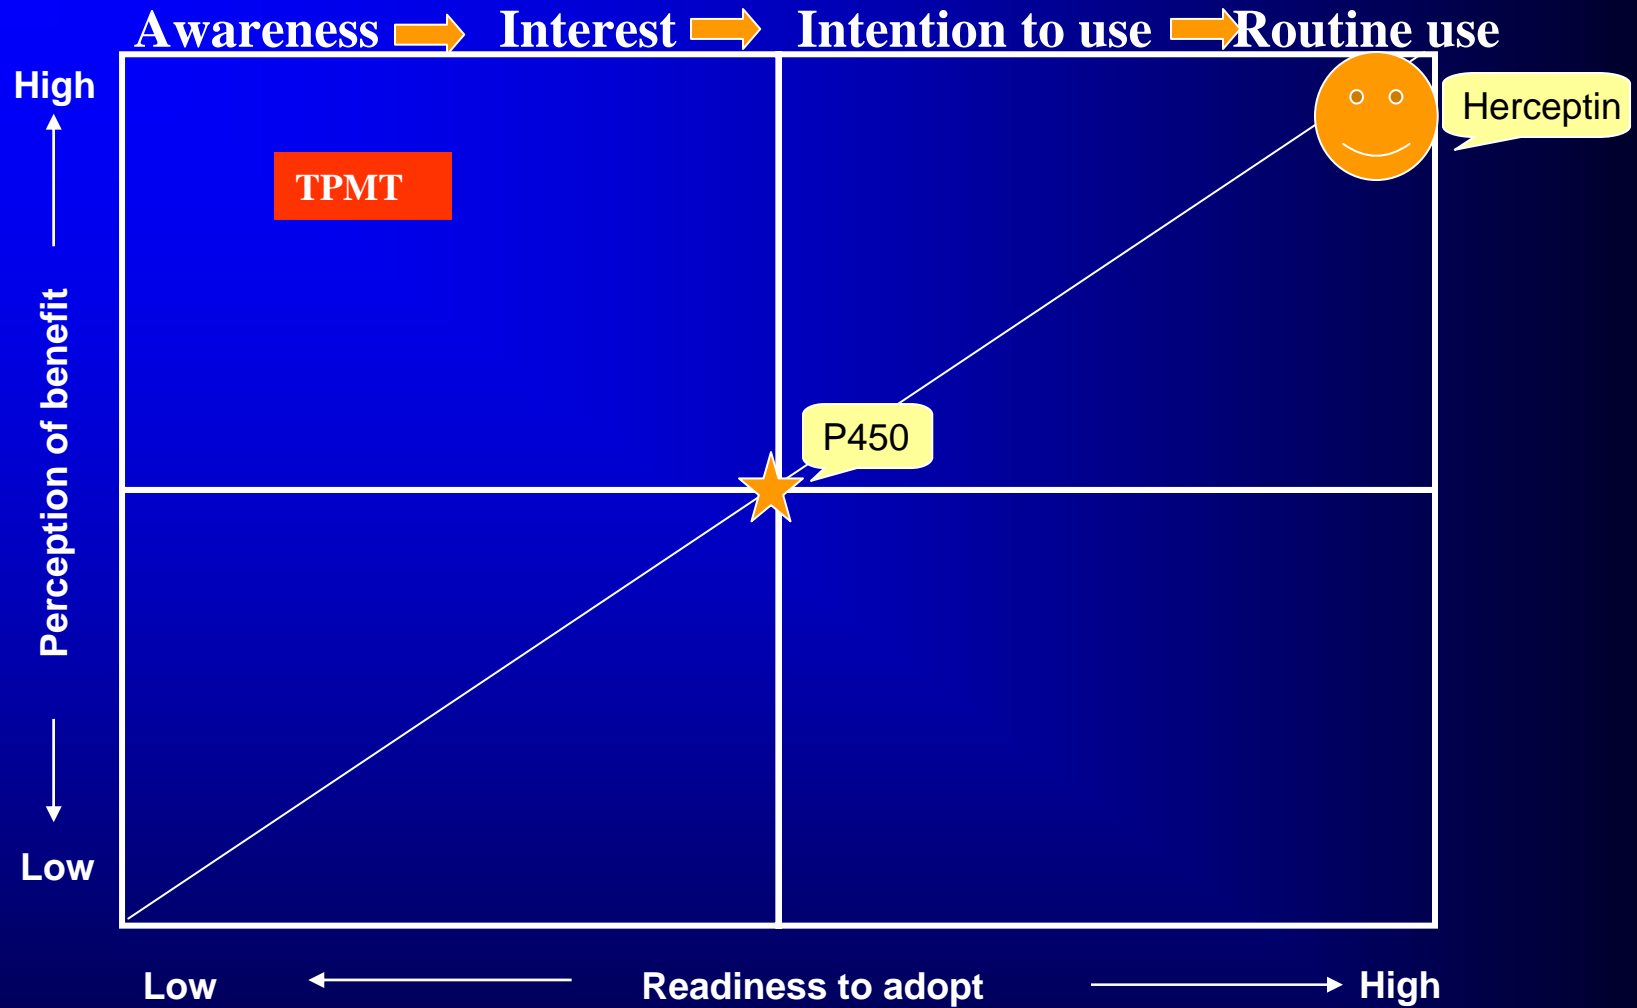 Awareness Interest Intention to use Routine use
High
Herceptin
TPMT
Perception of benefit
P450
Low
Low Readiness to adopt High